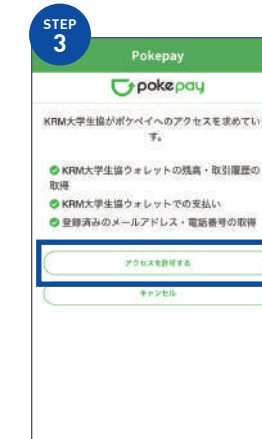 STEP
3
Pokepay
pokepay
KRM大学生協がポケペイへのアクセスを求めてい
す。
KRM大学生協ウォレットの残高・取引履歴の
取得
KRM大学生協ウォレットでの支払い
登録済みのメールアドレス・電話番号の取得
アクセスを許可する
キャンセル